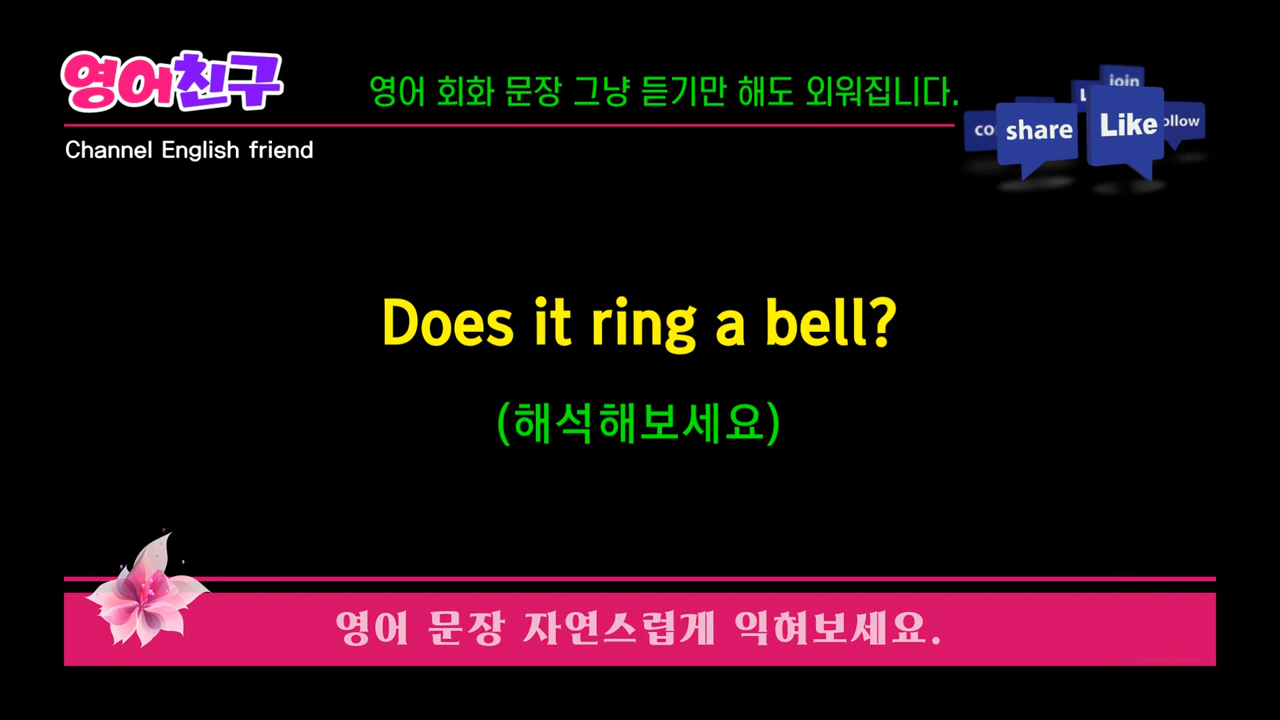 영어친구
영어 회화 문장 그냥 듣기만 해도 외워집니다.
join
share
Like
Channel English friend
Does it ring a bell?
(해석해보세요)
영어 문장 자연스럽게 익혀보세요.